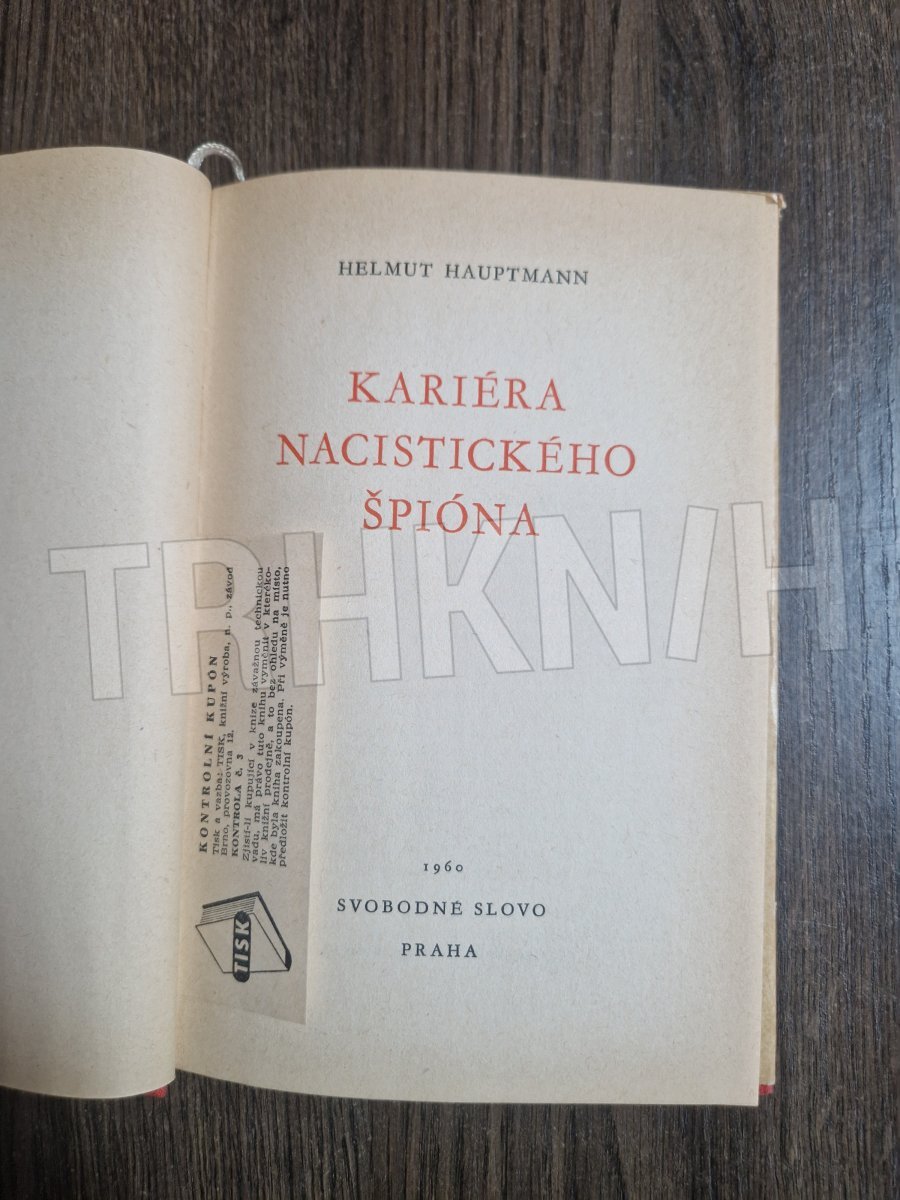 HELMUT HAUPTMANN
KARIÉRA
NACISTICKÉHO
ŠPIÓNA
1960
SVOBODNÉ SLOVO
PRAHA
KONTROLNÍ KUPÓN
Tisk a vazba: TISK, knižní výroba, n. p., závod
Brno, provozovna 12.
KONTROLA č. 3
Zjistí-li kupující v knize závažnou technickou
vadu, má právo tuto knihu vyměnit v kteréko-
liv knižní prodejně, a to bez ohledu na místo,
kde byla kniha zakoupena. Při výměně je nutno
předložit kontrolní kupón.
TISK
TRHKNIH